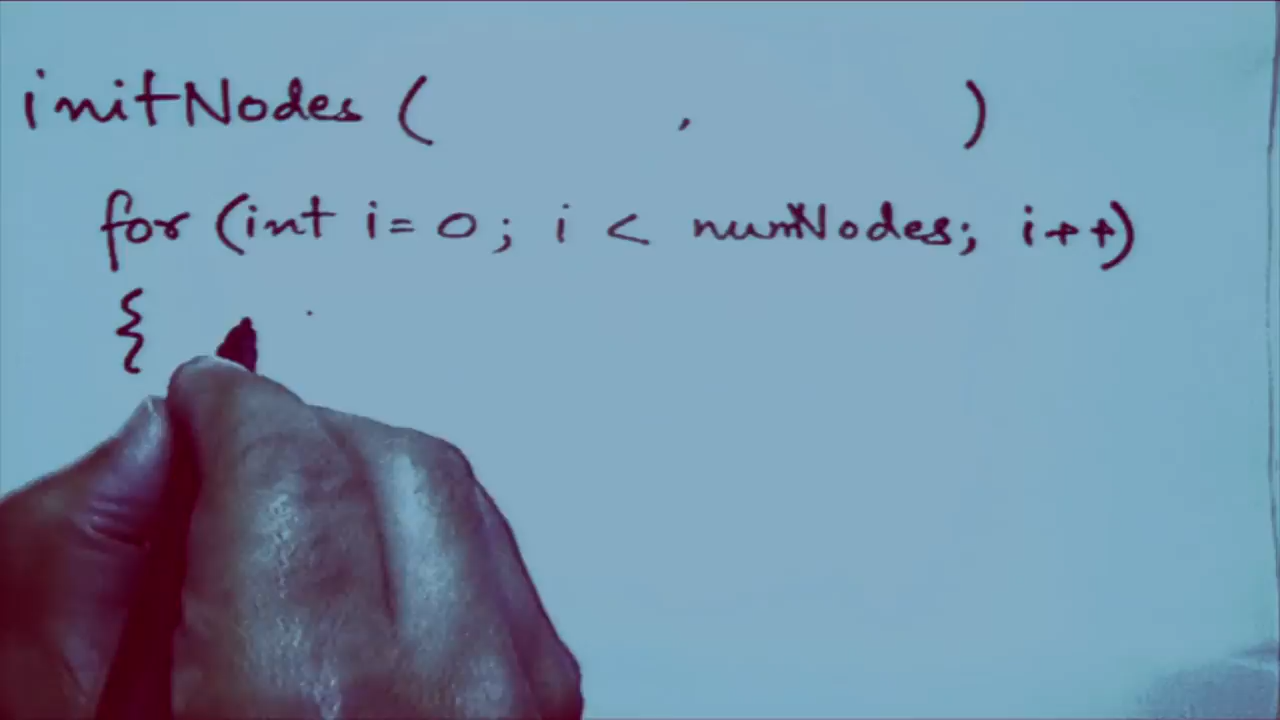 initNodes ( , )
for (int i = 0; i < numNodes; i++)
{